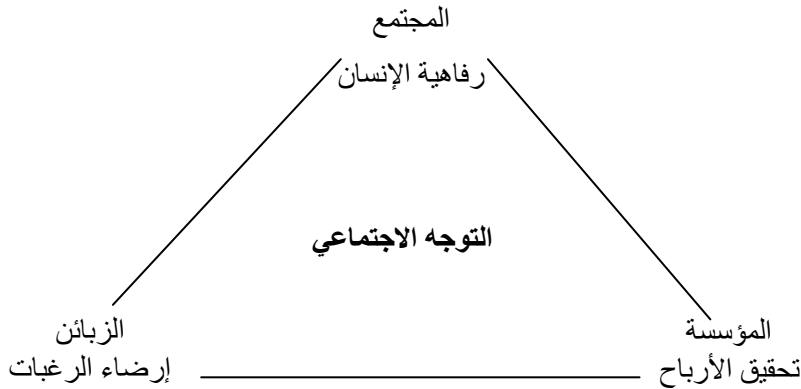 المجتمع
رفاهية الإنسان
التوجه الاجتماعي
المؤسسة
تحقيق الأرباح
الزبائن
إرضاء الرغبات